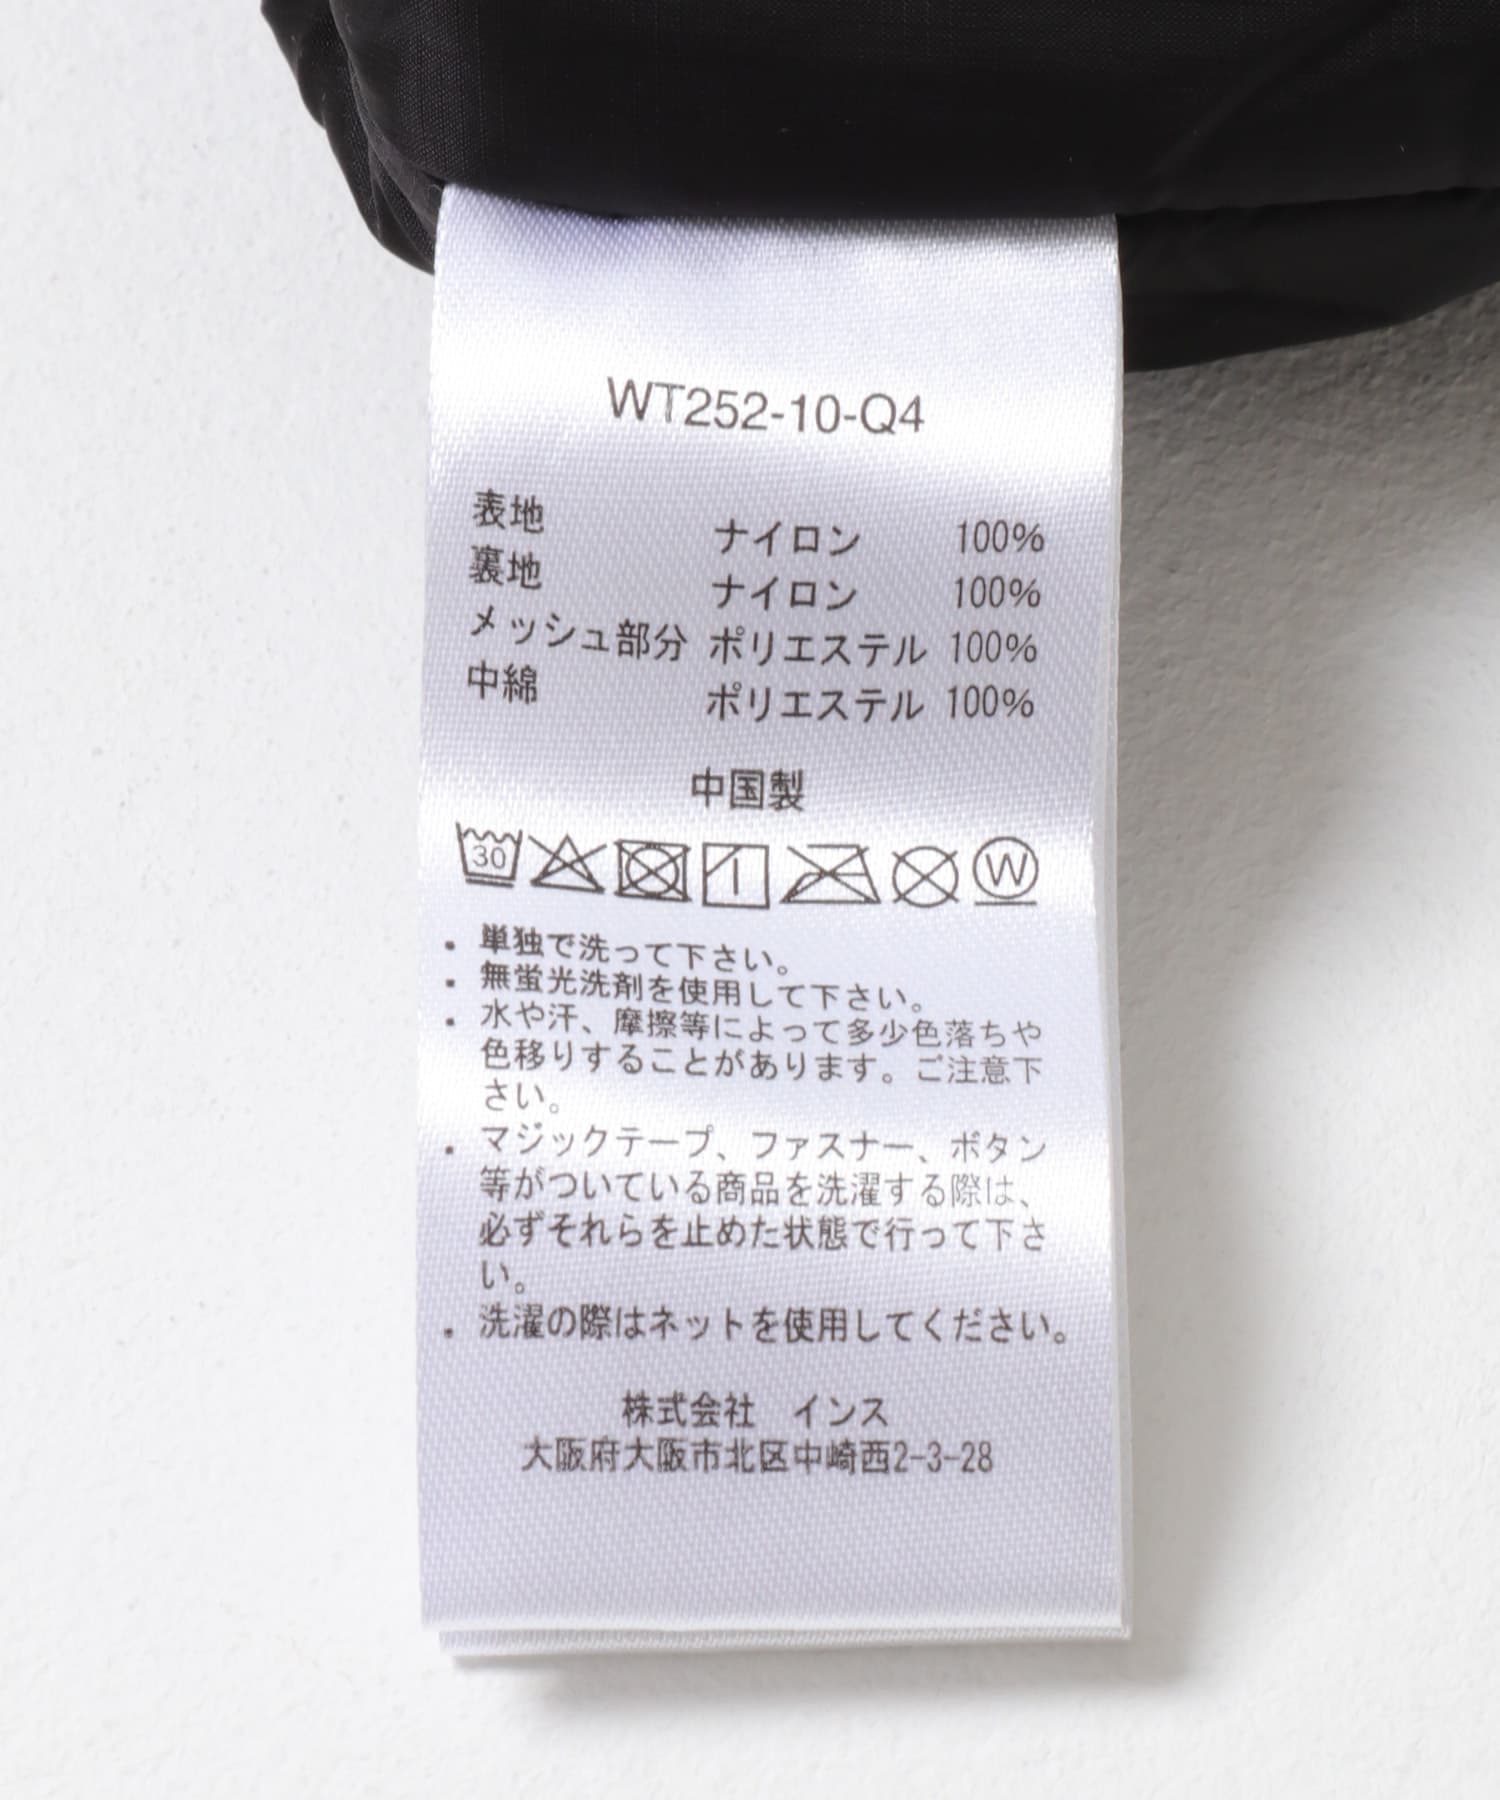 WT252-10-Q4
表地 ナイロン 100%
裏地 ナイロン 100%
メッシュ部分 ポリエステル 100%
中綿 ポリエステル 100%
中国製
30 W
. 単独で洗って下さい。
. 無蛍光洗剤を使用して下さい。
. 水や汗、摩擦等によって多少色落ちや
色移りすることがあります。ご注意下
さい。
. マジックテープ、ファスナー、ボタン
等がついている商品を洗濯する際は、
必ずそれらを止めた状態で行って下さ
い。
. 洗濯の際はネットを使用してください。
株式会社 インス
大阪府大阪市北区中崎西2-3-28